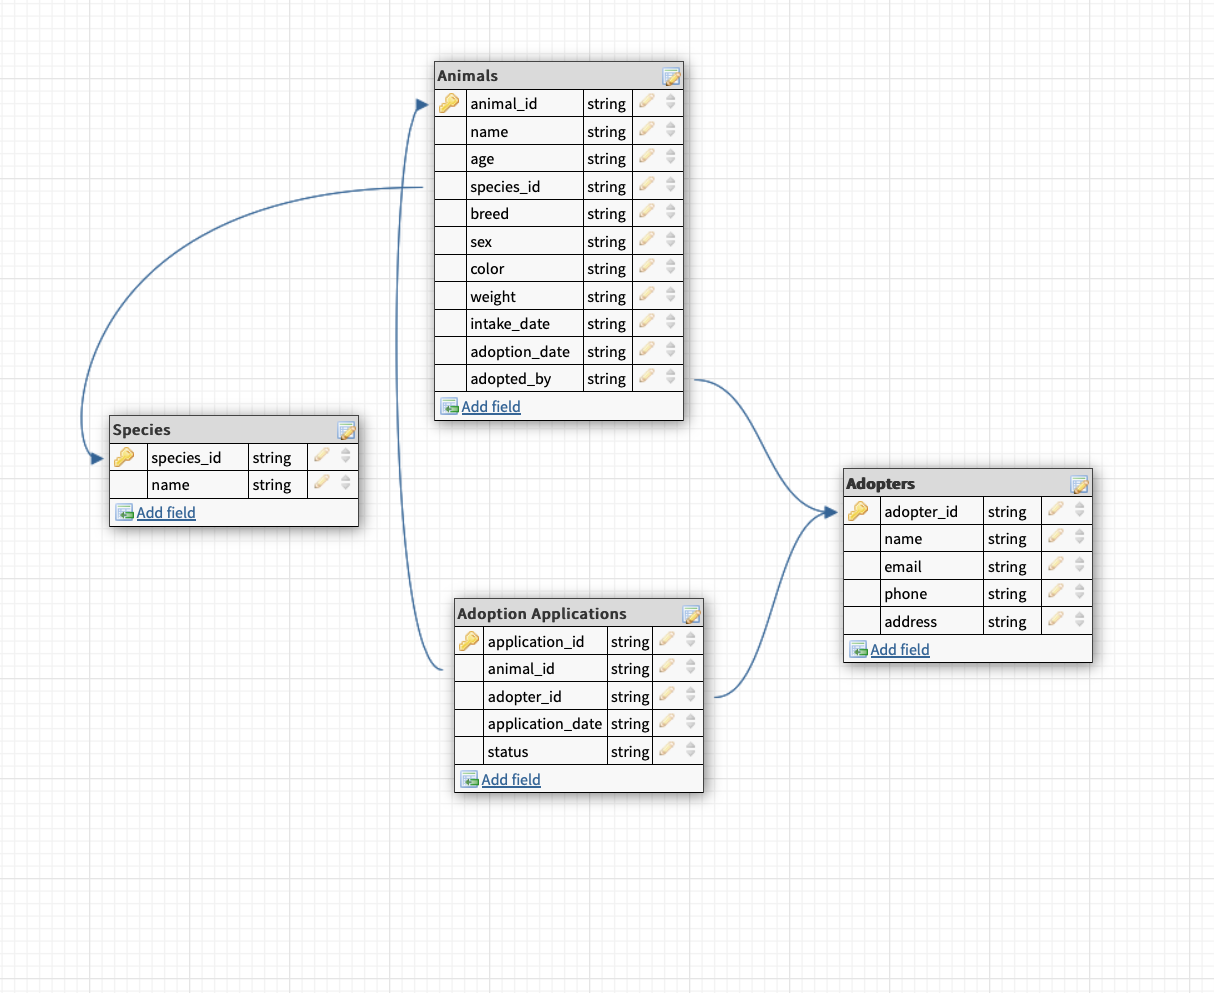 Animals
animal_id string
name string
age string
species_id string
breed string
sex string
color string
weight string
intake_date string
adoption_date string
adopted_by string
Add field
Species
species_id string
name string
Add field
Adopters
adopter_id string
name string
email string
phone string
address string
Add field
Adoption Applications
application_id string
animal_id string
adopter_id string
application_date string
status string
Add field